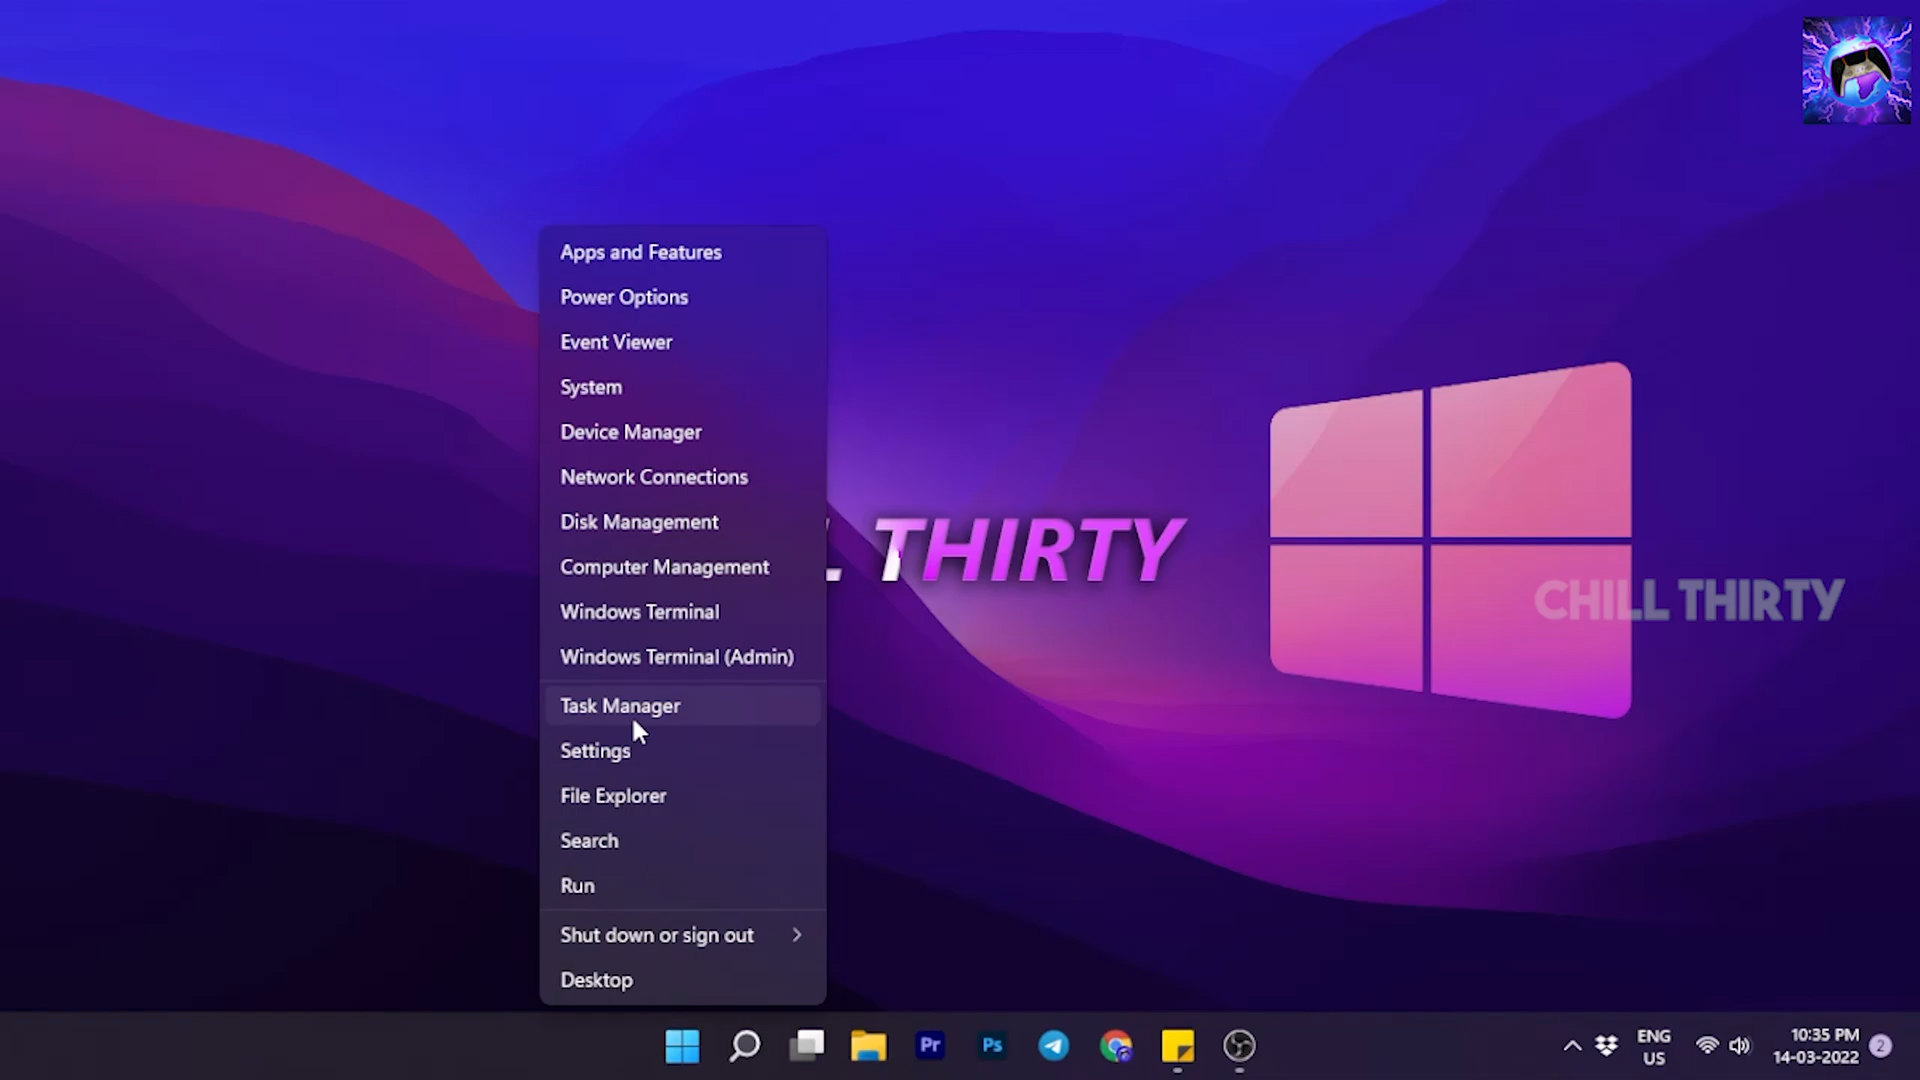 Apps and Features
Power Options
Event Viewer
System
Device Manager
Network Connections
Disk Management
Computer Management
Windows Terminal
Windows Terminal (Admin)
Task Manager
Settings
File Explorer
Search
Run
Shut down or sign out
Desktop
L THIRTY
CHILL THIRTY
Pr
Ps
ENG
US
10:35 PM
14-03-2022
2